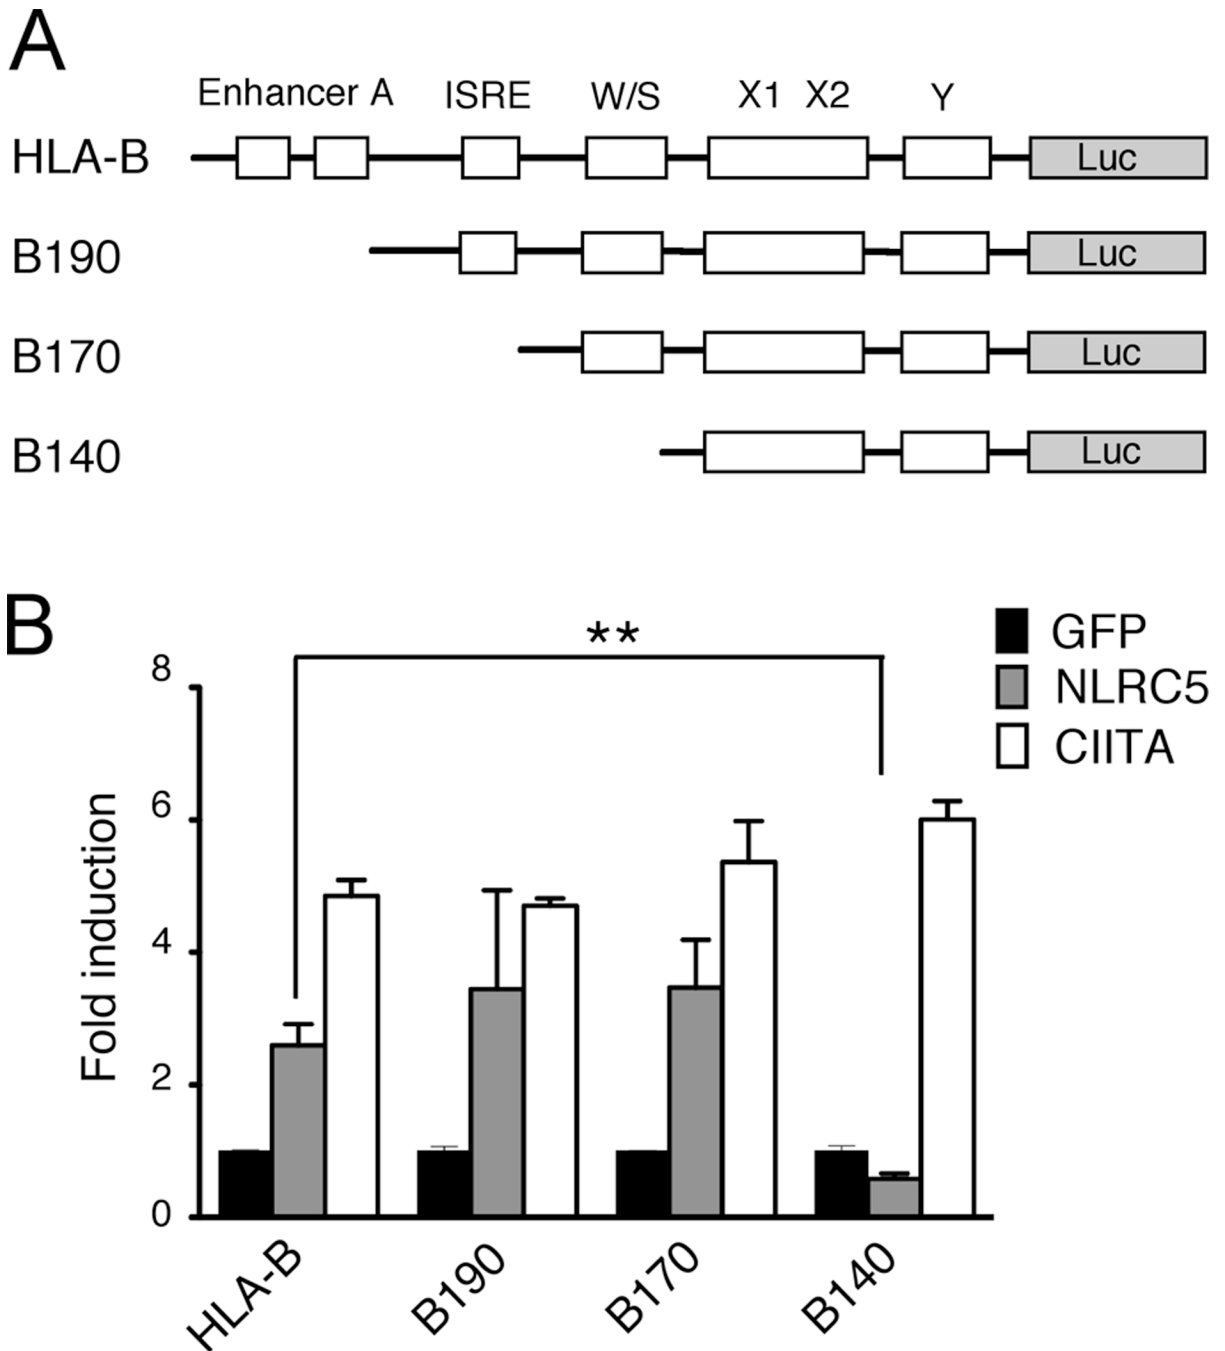 A
Enhancer A ISRE W/S X1 X2 Y
HLA-B Luc
B190 Luc
B170 Luc
B140 Luc
B
**
GFP
NLRC5
CIITA
8
6
4
2
0
Fold induction
HLA-B B190 B170 B140